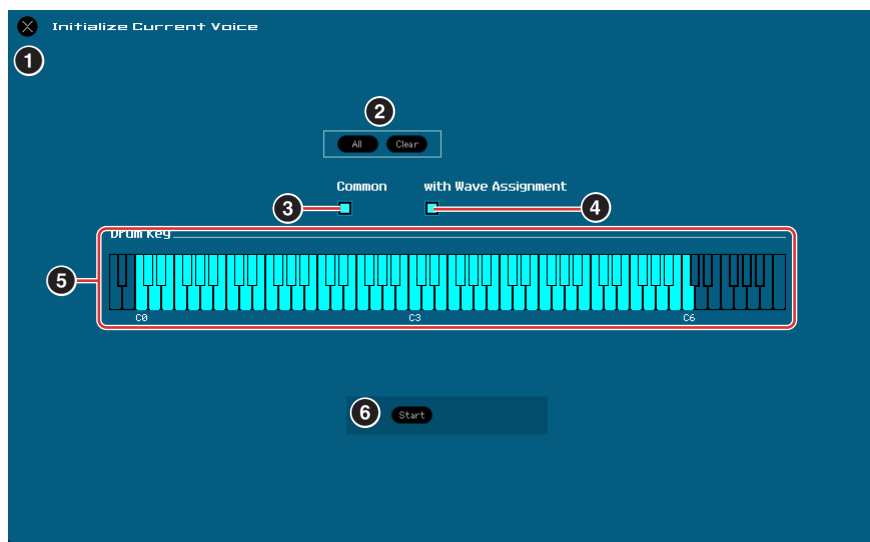 Initialize Current Voice
1
2
All Clear
Common with Wave Assignment
3 4
Drum Key
5
C0 C3 C6
6 Start